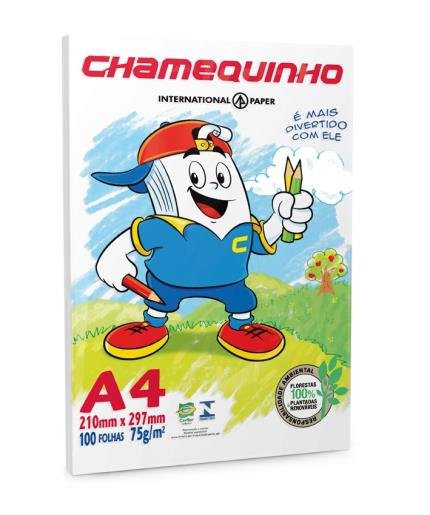 CHAMEQUINHO
INTERNATIONAL PAPER
É MAIS
DIVERTIDO
COM ELE
C
A4
210mm x 297mm
100 FOLHAS 75g/m²
Cerflor
RESPONSABILIDADE AMBIENTAL
FLORESTAS
100%
PLANTADAS
RENOVÁVEIS